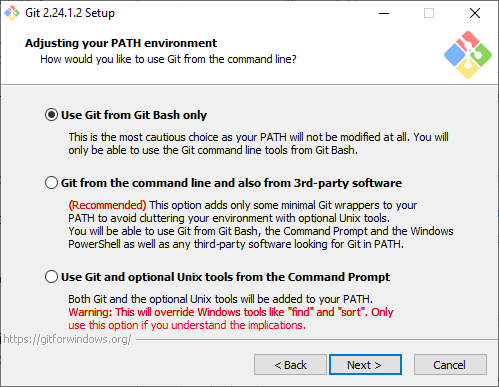 Git 2.24.1.2 Setup
Adjusting your PATH environment
How would you like to use Git from the command line?
Use Git from Git Bash only
This is the most cautious choice as your PATH will not be modified at all. You will
only be able to use the Git command line tools from Git Bash.
Git from the command line and also from 3rd-party software
(Recommended) This option adds only some minimal Git wrappers to your
PATH to avoid cluttering your environment with optional Unix tools.
You will be able to use Git from Git Bash, the Command Prompt and the Windows
PowerShell as well as any third-party software looking for Git in PATH.
Use Git and optional Unix tools from the Command Prompt
Both Git and the optional Unix tools will be added to your PATH.
Warning: This will override Windows tools like "find" and "sort". Only
use this option if you understand the implications.
https://gitforwindows.org/
< Back
Next >
Cancel